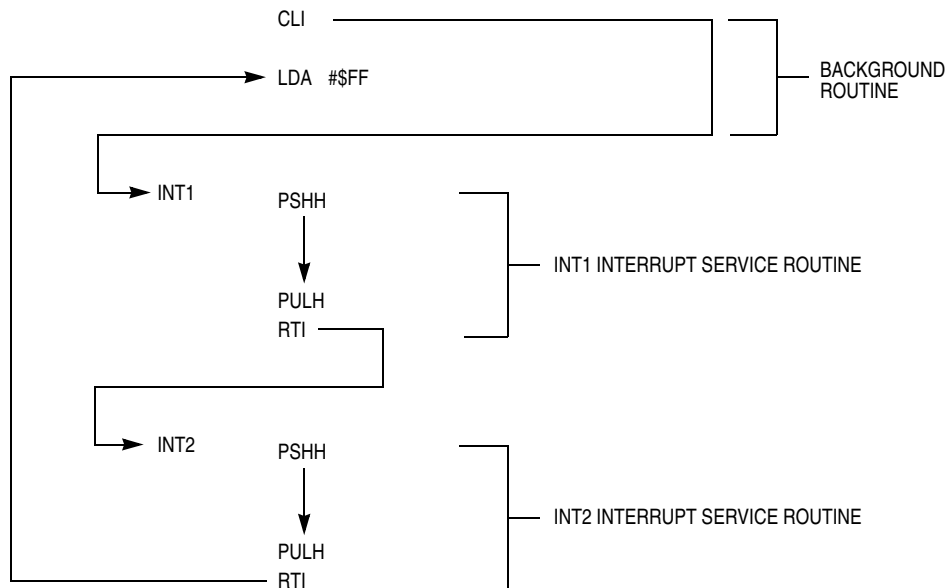 CLI
LDA #$FF
BACKGROUND
ROUTINE
INT1
PSHH
INT1 INTERRUPT SERVICE ROUTINE
PULH
RTI
INT2
PSHH
INT2 INTERRUPT SERVICE ROUTINE
PULH
RTI